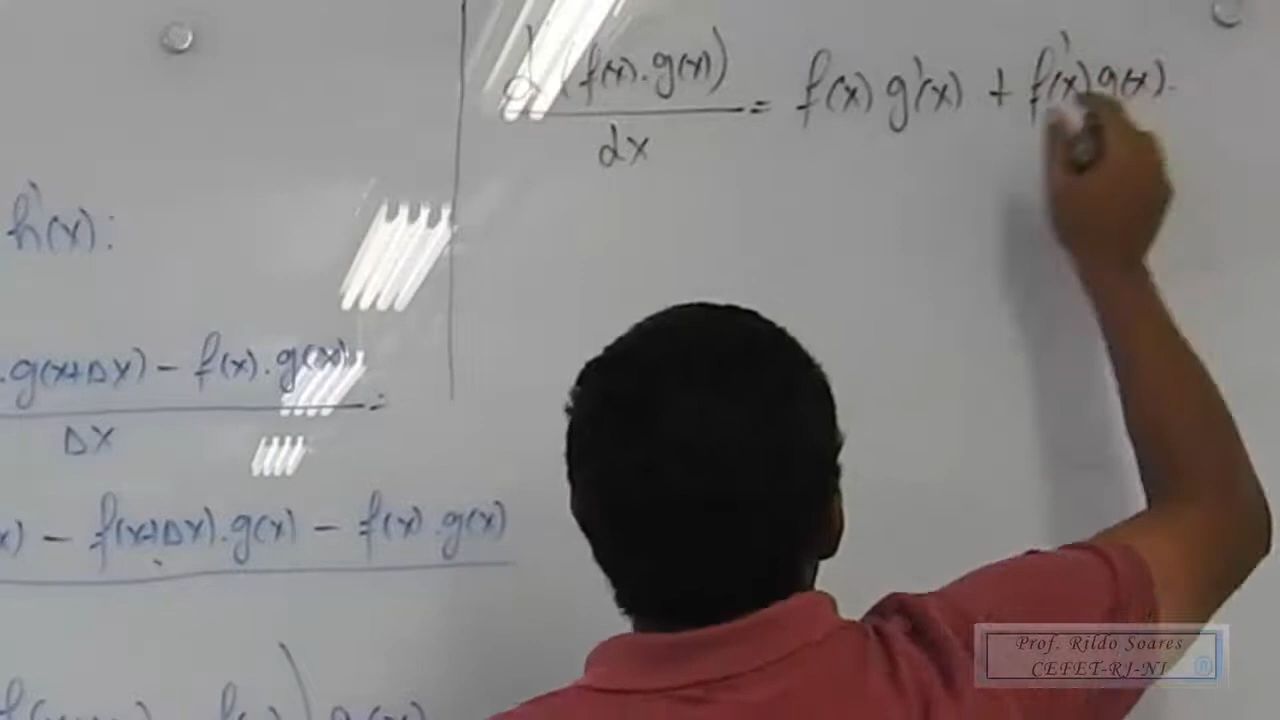 d (f(x).g(x)) / dx = f(x) g'(x) + f'(x) g(x).
h'(x):
.g(x+Δx) - f(x).g(x) / Δx =
x) - f(x+Δx).g(x) - f(x).g(x)
g(x)
Prof. Rildo Soares
CEFET-RJ-NI ®